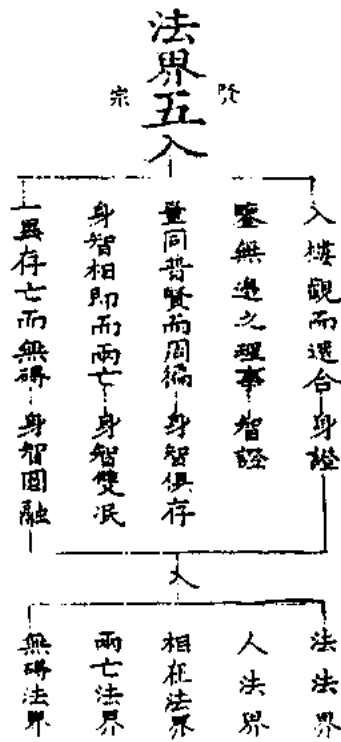 法界五入
賢宗
入樓觀而還合 身證
鑒無邊之理事 智證
量同普賢而周徧 身智俱存
身智相即而兩亡 身智雙泯
一異存亡而無礙 身智圓融
入
法法界
人法界
相在法界
兩亡法界
無礙法界